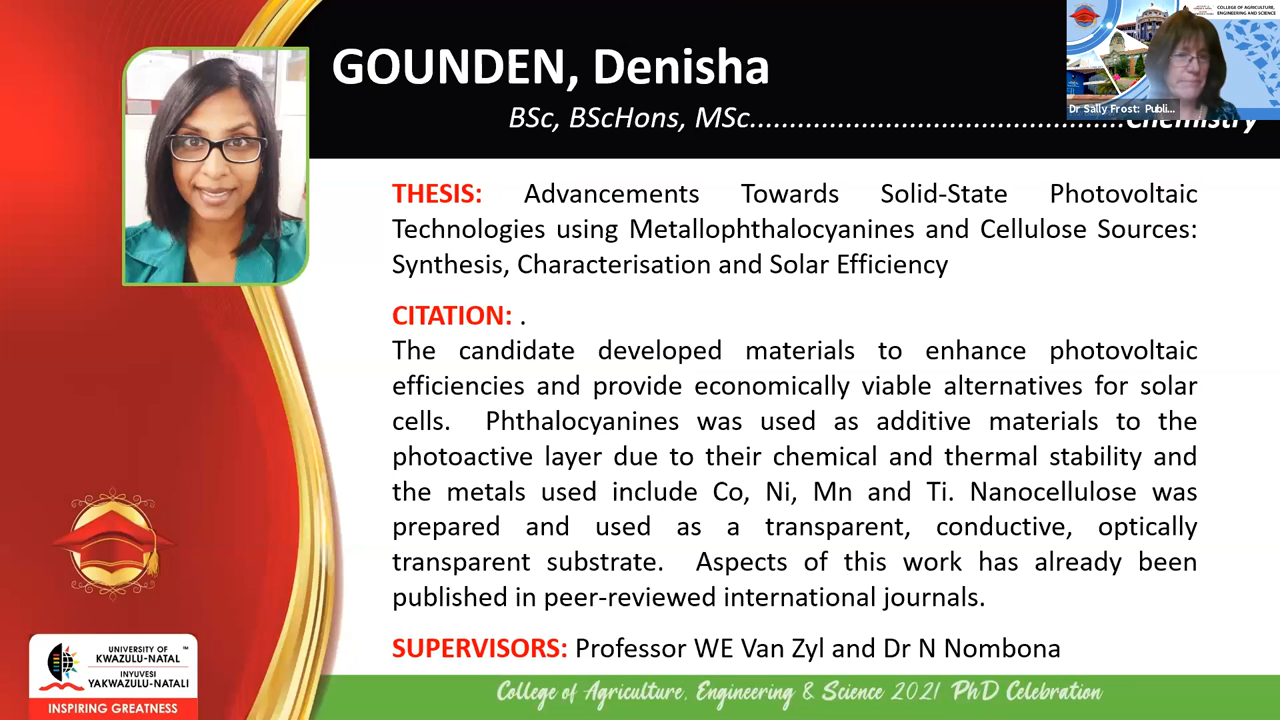 GOUNDEN, Denisha
BSc, BScHons, MSc...............................................Chemistry
COLLEGE OF AGRICULTURE,
ENGINEERING AND SCIENCE
Dr Sally Frost: Publi...
THESIS: Advancements Towards Solid-State Photovoltaic
Technologies using Metallophthalocyanines and Cellulose Sources:
Synthesis, Characterisation and Solar Efficiency
CITATION: .
The candidate developed materials to enhance photovoltaic
efficiencies and provide economically viable alternatives for solar
cells. Phthalocyanines was used as additive materials to the
photoactive layer due to their chemical and thermal stability and
the metals used include Co, Ni, Mn and Ti. Nanocellulose was
prepared and used as a transparent, conductive, optically
transparent substrate. Aspects of this work has already been
published in peer-reviewed international journals.
SUPERVISORS: Professor WE Van Zyl and Dr N Nombona
UNIVERSITY OF ™
KWAZULU-NATAL
INYUVESI
YAKWAZULU-NATALI
INSPIRING GREATNESS
College of Agriculture, Engineering & Science 2021 PhD Celebration